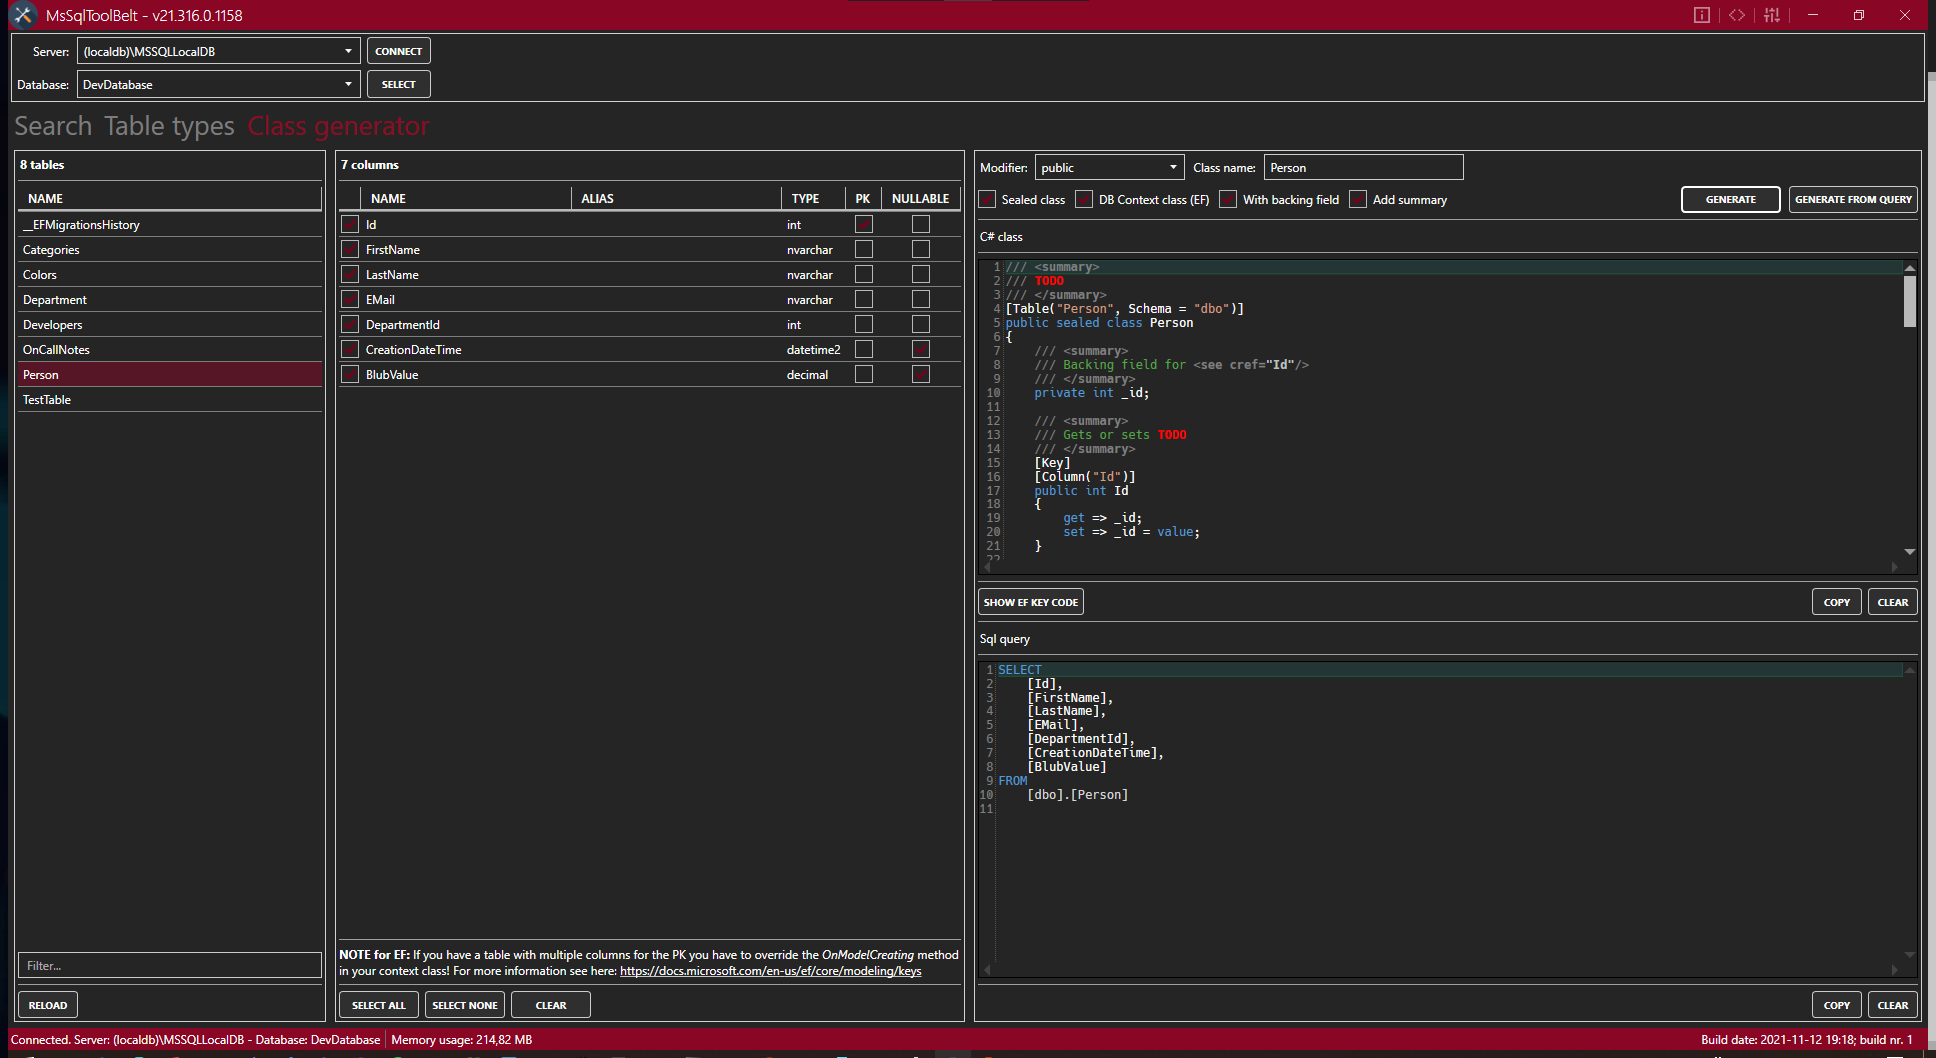 MsSqlToolBelt - v21.316.0.1158
Server: (localdb)\MSSQLLocalDB CONNECT
Database: DevDatabase SELECT
Search Table types Class generator
8 tables
NAME
__EFMigrationsHistory
Categories
Colors
Department
Developers
OnCallNotes
Person
TestTable
Filter...
RELOAD
7 columns
NAME ALIAS TYPE PK NULLABLE
Id int
FirstName nvarchar
LastName nvarchar
EMail nvarchar
DepartmentId int
CreationDateTime datetime2
BlubValue decimal
NOTE for EF: If you have a table with multiple columns for the PK you have to override the OnModelCreating method
in your context class! For more information see here: https://docs.microsoft.com/en-us/ef/core/modeling/keys
SELECT ALL SELECT NONE CLEAR
Modifier: public Class name: Person
Sealed class DB Context class (EF) With backing field Add summary GENERATE GENERATE FROM QUERY
C# class
1 /// <summary>
2 /// TODO
3 /// </summary>
4 [Table("Person", Schema = "dbo")]
5 public sealed class Person
6 {
7 /// <summary>
8 /// Backing field for <see cref="Id"/>
9 /// </summary>
10 private int _id;
11
12 /// <summary>
13 /// Gets or sets TODO
14 /// </summary>
15 [Key]
16 [Column("Id")]
17 public int Id
18 {
19 get => _id;
20 set => _id = value;
21 }
22
SHOW EF KEY CODE COPY CLEAR
Sql query
1 SELECT
2 [Id],
3 [FirstName],
4 [LastName],
5 [EMail],
6 [DepartmentId],
7 [CreationDateTime],
8 [BlubValue]
9 FROM
10 [dbo].[Person]
11
COPY CLEAR
Connected. Server: (localdb)\MSSQLLocalDB - Database: DevDatabase Memory usage: 214,82 MB Build date: 2021-11-12 19:18; build nr. 1